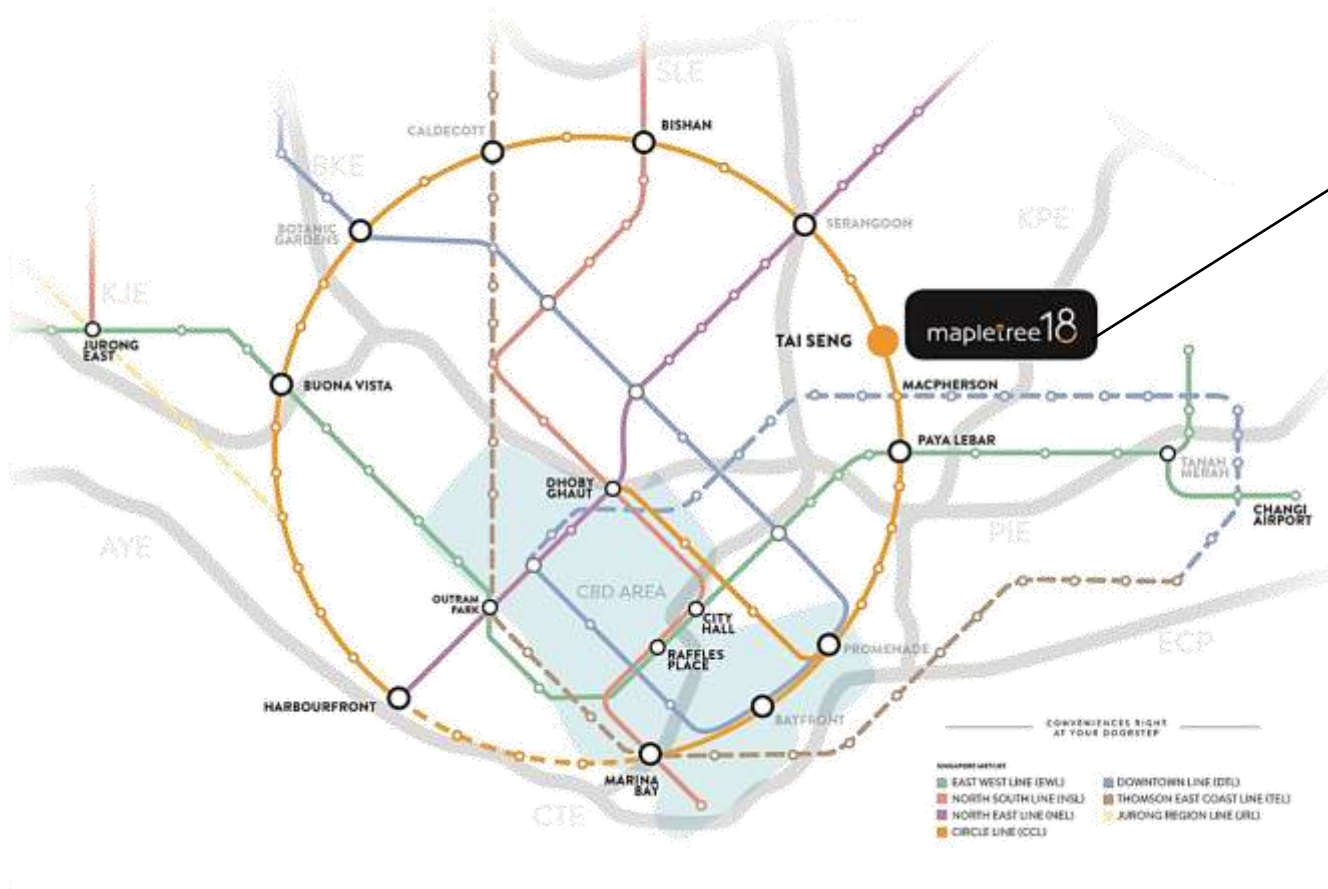 SLE
CALDECOTT
BISHAN
BKE
BOTANIC
GARDENS
SERANGOON
KPE
KJE
mapletree18
TAI SENG
JURONG
EAST
BUONA VISTA
MACPHERSON
PAYA LEBAR
TANAH
MERAH
DHOBY
GHAUT
CHANGI
AIRPORT
AYE
PIE
CBD AREA
OUTRAM
PARK
CITY
HALL
RAFFLES
PLACE
PROMENADE
ECP
HARBOURFRONT
BAYFRONT
CONVENIENCES RIGHT
AT YOUR DOORSTEP
MARINA
BAY
CTE
EAST WEST LINE (EWL)
NORTH SOUTH LINE (NSL)
NORTH EAST LINE (NEL)
CIRCLE LINE (CCL)
DOWNTOWN LINE (DTL)
THOMSON EAST COAST LINE (TEL)
JURONG REGION LINE (JRL)